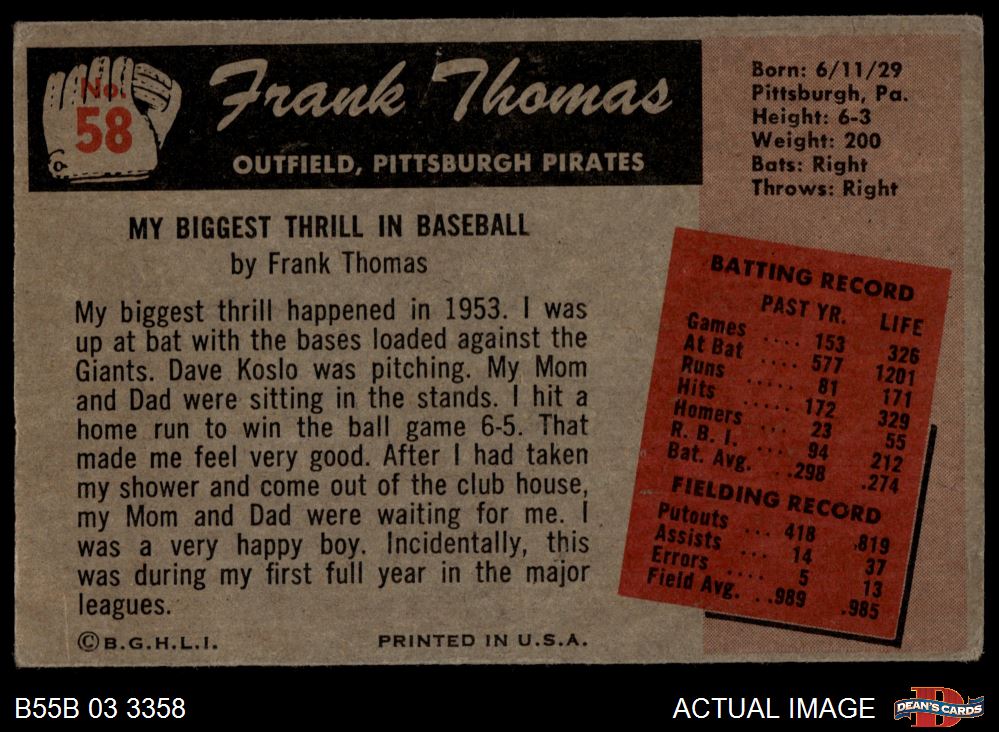 No.
58
Frank Thomas
OUTFIELD, PITTSBURGH PIRATES
Born: 6/11/29
Pittsburgh, Pa.
Height: 6-3
Weight: 200
Bats: Right
Throws: Right
MY BIGGEST THRILL IN BASEBALL
by Frank Thomas
My biggest thrill happened in 1953. I was
up at bat with the bases loaded against the
Giants. Dave Koslo was pitching. My Mom
and Dad were sitting in the stands. I hit a
home run to win the ball game 6-5. That
made me feel very good. After I had taken
my shower and come out of the club house,
my Mom and Dad were waiting for me. I
was a very happy boy. Incidentally, this
was during my first full year in the major
leagues.
©B.G.H.L.I. PRINTED IN U.S.A.
BATTING RECORD
PAST YR. LIFE
Games .... 153 326
At Bat .... 577 1201
Runs ..... 81 171
Hits ..... 172 329
Homers ... 23 55
R. B. I. .... 94 212
Bat. Avg. ...298 .274
FIELDING RECORD
Putouts ... 418 .819
Assists ... 14 37
Errors .... 5 13
Field Avg. ..989 .985
B55B 03 3358
ACTUAL IMAGE
DEAN'S CARDS